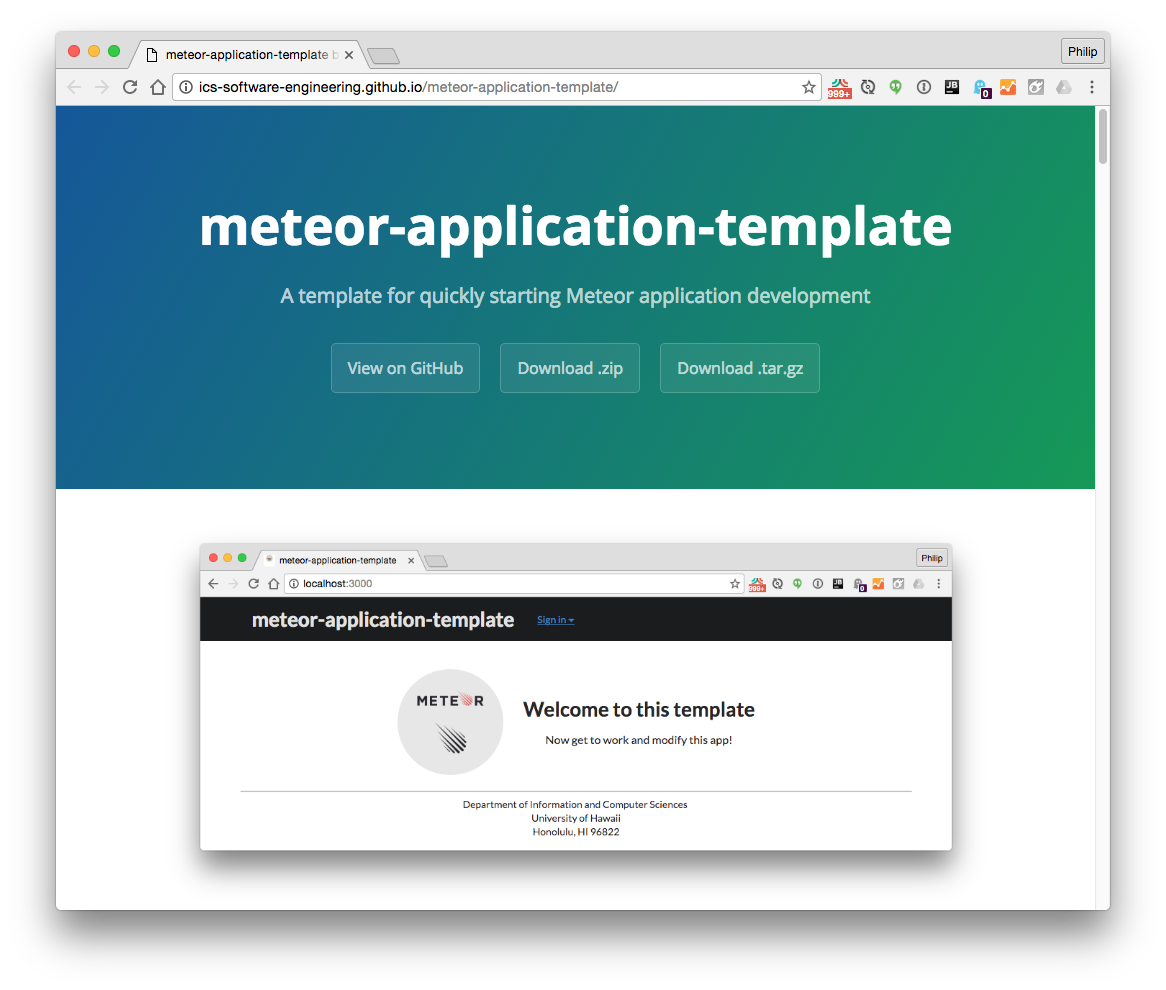 meteor-application-template b
Philip
ics-software-engineering.github.io/meteor-application-template/
999+
JB
0
meteor-application-template
A template for quickly starting Meteor application development
View on GitHub
Download .zip
Download .tar.gz
meteor-application-template
Philip
localhost:3000
999+
JB
0
meteor-application-template
Sign in
METEOR
Welcome to this template
Now get to work and modify this app!
Department of Information and Computer Sciences
University of Hawaii
Honolulu, HI 96822